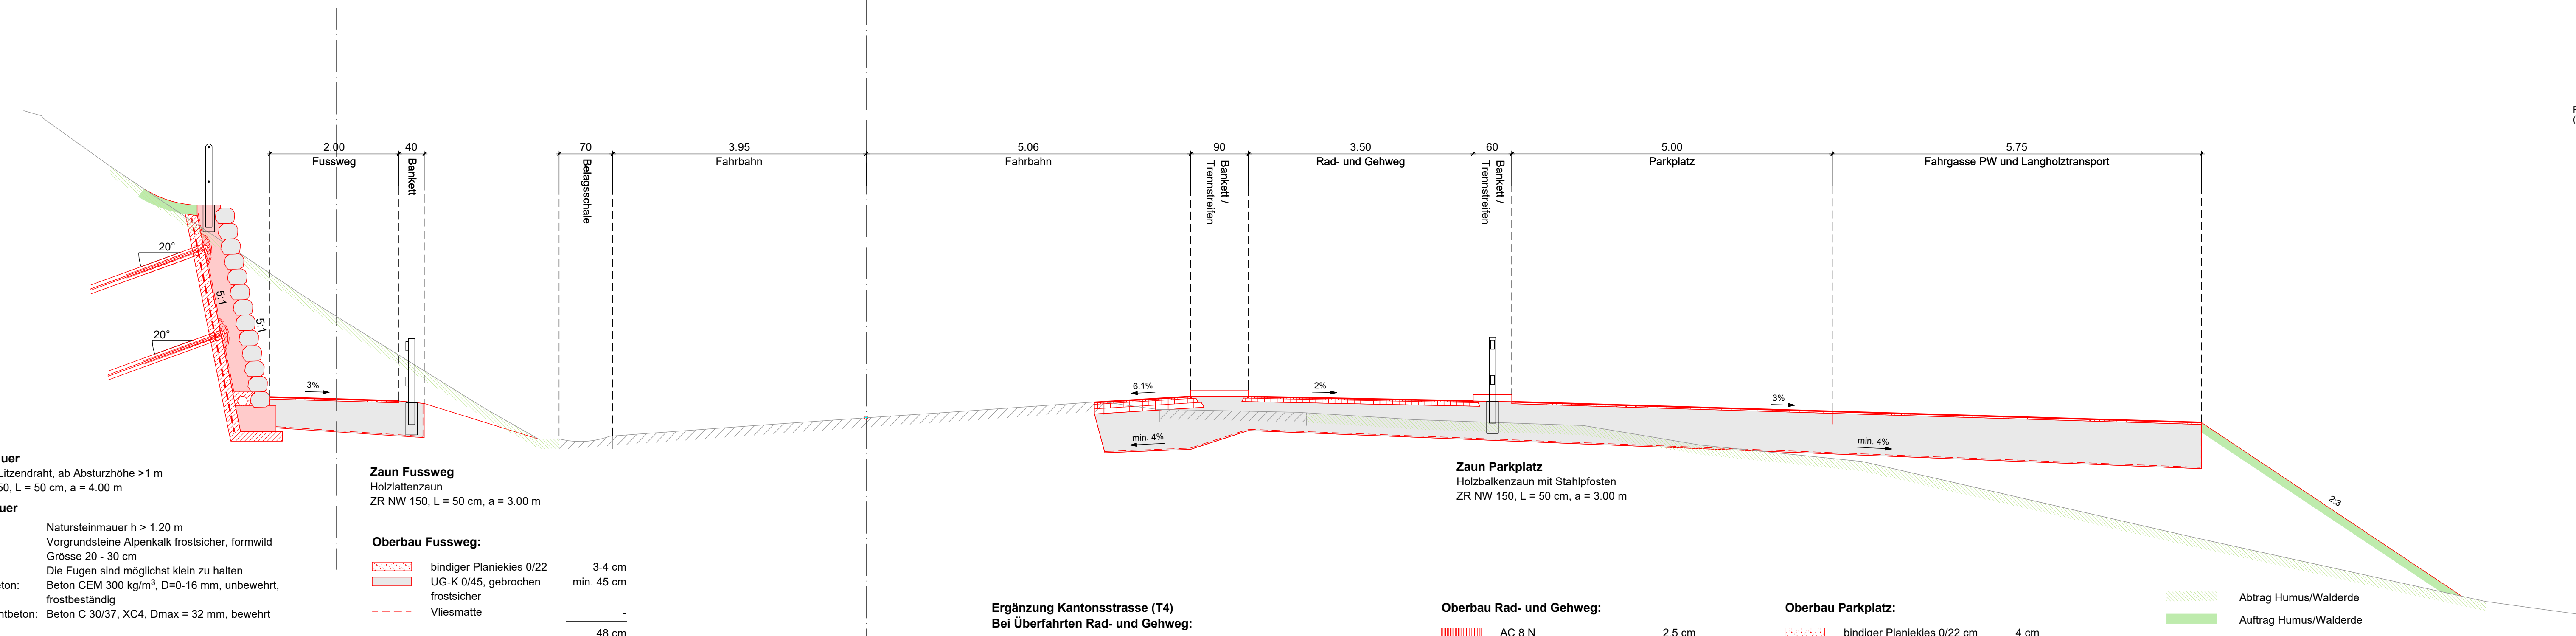 2.00
Fussweg
40
Bankett
70
Belagsschale
3.95
Fahrbahn
5.06
Fahrbahn
90
Bankett /
Trennstreifen
3.50
Rad- und Gehweg
60
Bankett /
Trennstreifen
5.00
Parkplatz
5.75
Fahrgasse PW und Langholztransport
20°
5:1
5:1
20°
3%
6.1%
2%
3%
min. 4%
min. 4%
2:3
uer
Litzendraht, ab Absturzhöhe >1 m
50, L = 50 cm, a = 4.00 m
uer
Natursteinmauer h > 1.20 m
Vorgrundsteine Alpenkalk frostsicher, formwild
Grösse 20 - 30 cm
Die Fugen sind möglichst klein zu halten
eton: Beton CEM 300 kg/m³, D=0-16 mm, unbewehrt,
frostbeständig
ntbeton: Beton C 30/37, XC4, Dmax = 32 mm, bewehrt
Zaun Fussweg
Holzlattenzaun
ZR NW 150, L = 50 cm, a = 3.00 m
Oberbau Fussweg:
bindiger Planiekies 0/22 3-4 cm
UG-K 0/45, gebrochen min. 45 cm
frostsicher
Vliesmatte -
48 cm
Zaun Parkplatz
Holzbalkenzaun mit Stahlpfosten
ZR NW 150, L = 50 cm, a = 3.00 m
Ergänzung Kantonsstrasse (T4)
Bei Überfahrten Rad- und Gehweg:
Oberbau Rad- und Gehweg:
AC 8 N 2.5 cm
Oberbau Parkplatz:
bindiger Planiekies 0/22 cm 4 cm
Abtrag Humus/Walderde
Auftrag Humus/Walderde